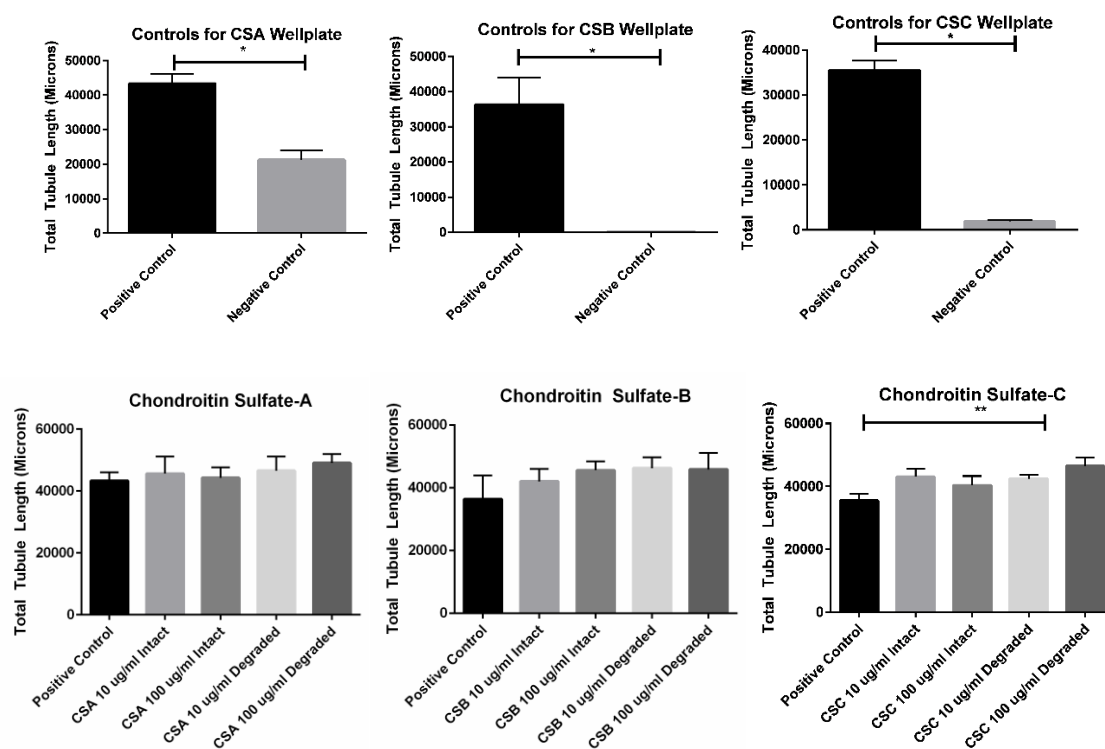 Controls for CSA Wellplate
*
Total Tubule Length (Microns)
50000
40000
30000
20000
10000
0
Positive Control
Negative Control
Controls for CSB Wellplate
*
Total Tubule Length (Microns)
50000
40000
30000
20000
10000
0
Positive Control
Negative Control
Controls for CSC Wellplate
*
Total Tubule Length (Microns)
40000
30000
20000
10000
0
Positive Control
Negative Control
Chondroitin Sulfate-A
Total Tubule Length (Microns)
60000
40000
20000
0
Positive Control
CSA 10 ug/ml Intact
CSA 100 ug/ml Intact
CSA 10 ug/ml Degraded
CSA 100 ug/ml Degraded
Chondroitin Sulfate-B
Total Tubule Length (Microns)
60000
40000
20000
0
Positive Control
CSB 10 ug/ml Intact
CSB 100 ug/ml Intact
CSB 10 ug/ml Degraded
CSB 100 ug/ml Degraded
Chondroitin Sulfate-C
**
Total Tubule Length (Microns)
60000
40000
20000
0
Positive Control
CSC 10 ug/ml Intact
CSC 100 ug/ml Intact
CSC 10 ug/ml Degraded
CSC 100 ug/ml Degraded